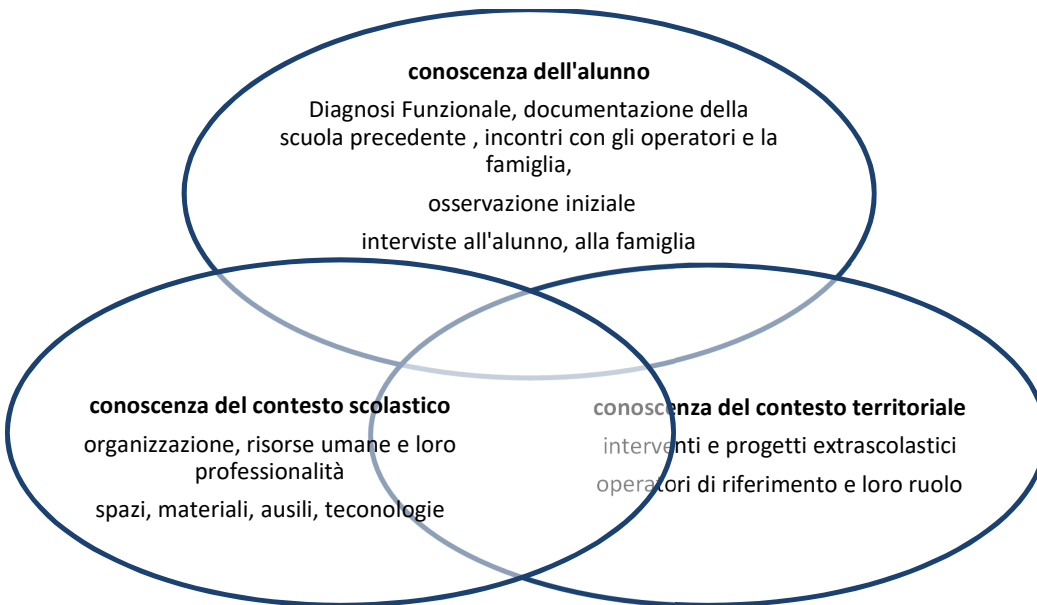 conoscenza dell'alunno
Diagnosi Funzionale, documentazione della
scuola precedente , incontri con gli operatori e la
famiglia,
osservazione iniziale
interviste all'alunno, alla famiglia
conoscenza del contesto scolastico
organizzazione, risorse umane e loro
professionalità
spazi, materiali, ausili, teconologie
conoscenza del contesto territoriale
interventi e progetti extrascolastici
operatori di riferimento e loro ruolo